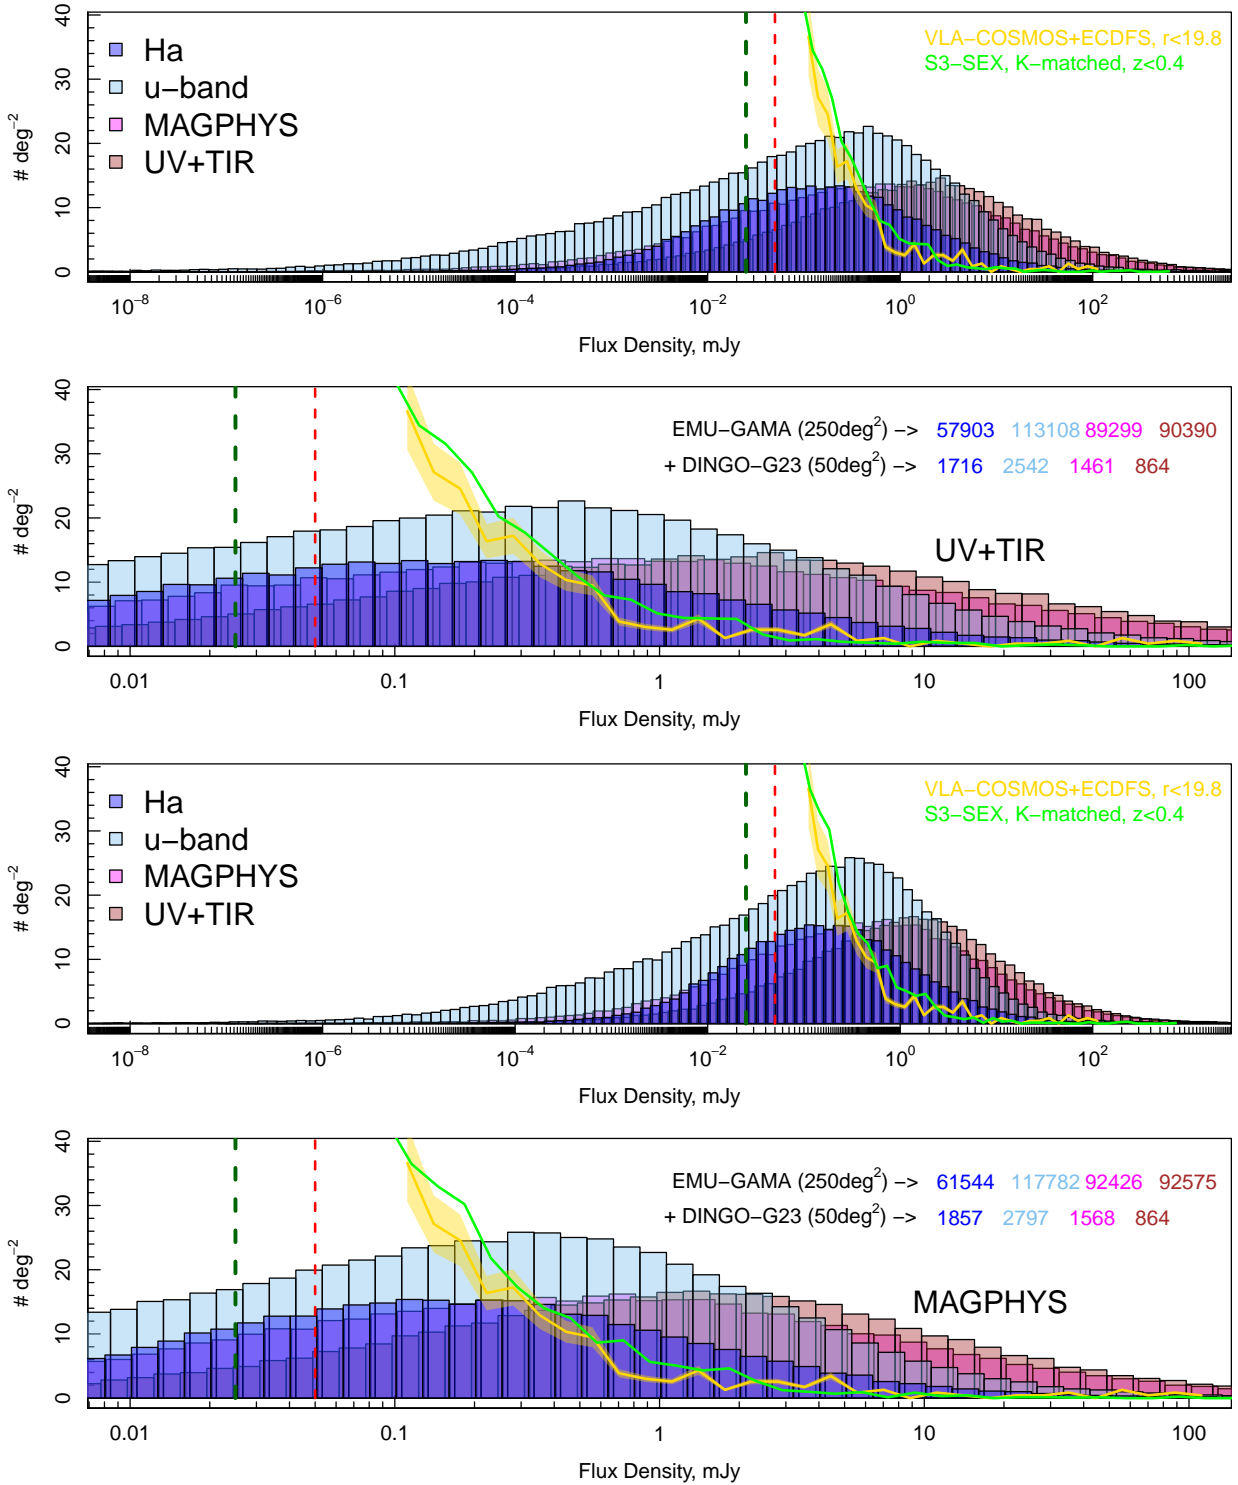 # deg−2
40
30
20
10
0
Ha
u−band
MAGPHYS
UV+TIR
VLA−COSMOS+ECDFS, r<19.8
S3−SEX, K−matched, z<0.4
10−8 10−6 10−4 10−2 100 102
Flux Density, mJy
# deg−2
40
30
20
10
0
EMU−GAMA (250deg2) −> 57903 113108 89299 90390
+ DINGO−G23 (50deg2) −> 1716 2542 1461 864
UV+TIR
0.01 0.1 1 10 100
Flux Density, mJy
# deg−2
40
30
20
10
0
Ha
u−band
MAGPHYS
UV+TIR
VLA−COSMOS+ECDFS, r<19.8
S3−SEX, K−matched, z<0.4
10−8 10−6 10−4 10−2 100 102
Flux Density, mJy
# deg−2
40
30
20
10
0
EMU−GAMA (250deg2) −> 61544 117782 92426 92575
+ DINGO−G23 (50deg2) −> 1857 2797 1568 864
MAGPHYS
0.01 0.1 1 10 100
Flux Density, mJy